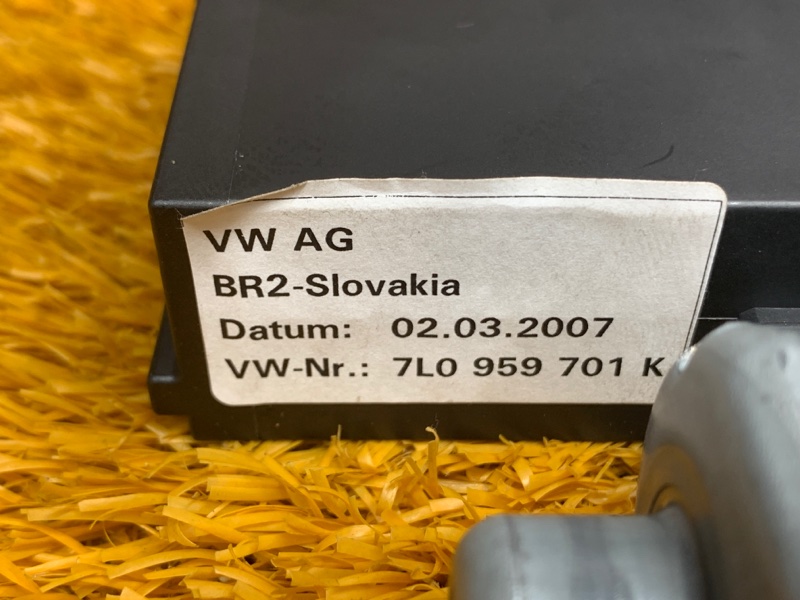 VW AG
BR2-Slovakia
Datum: 02.03.2007
VW-Nr.: 7L0 959 701 K